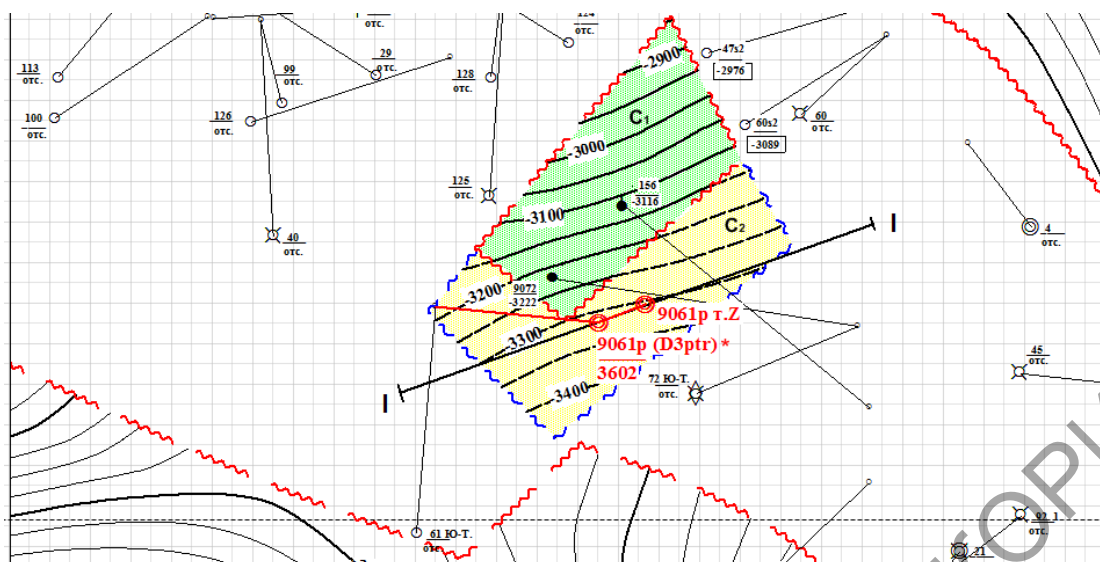 124
отс.
113
отс.
29
отс.
99
отс.
128
отс.
100
отс.
126
отс.
-2900
47s2
-2976
C1
60s2
-3089
60
отс.
-3000
125
отс.
156
-3116
-3100
C2
I
40
отс.
4
отс.
9072
-3222
-3200
9061р т.Z
-3300
9061р (D3ptr) *
3602
72 Ю-Т.
отс.
45
отс.
-3400
I
61 Ю-Т.
отс
92_1
отс.
11